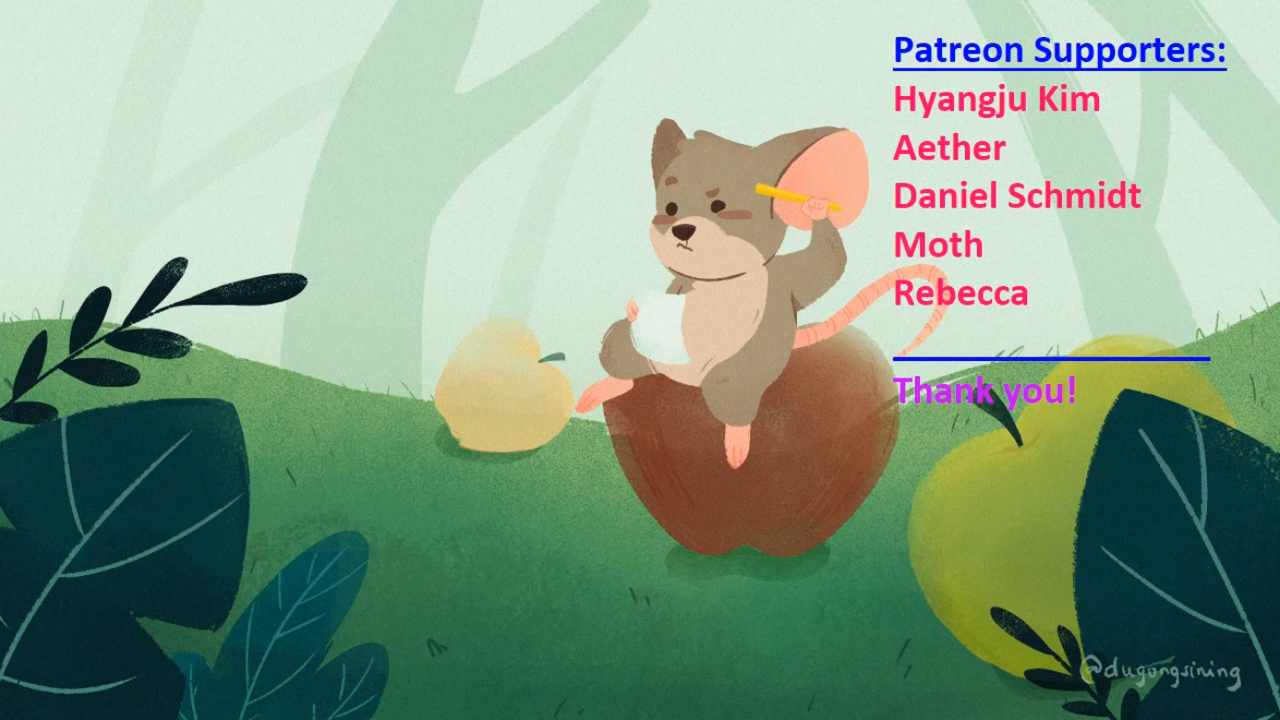 Patreon Supporters:
Hyangju Kim
Aether
Daniel Schmidt
Moth
Rebecca
Thank you!
@dugongsining